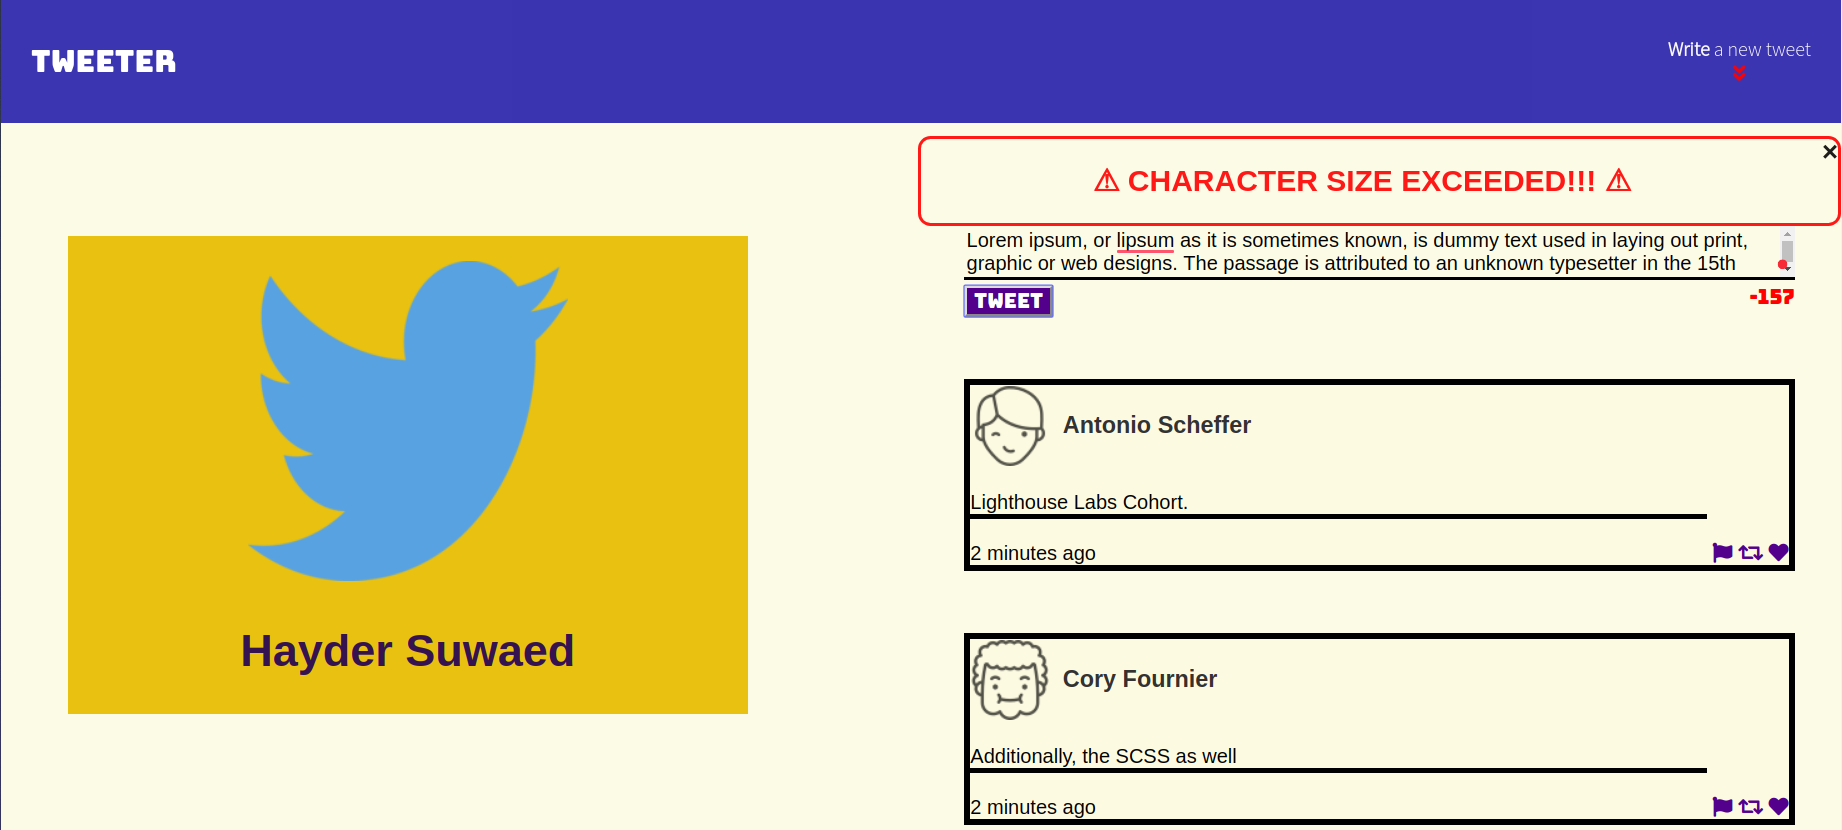 TWEETER
Write a new tweet
⚠ CHARACTER SIZE EXCEEDED!!! ⚠
Lorem ipsum, or lipsum as it is sometimes known, is dummy text used in laying out print,
graphic or web designs. The passage is attributed to an unknown typesetter in the 15th
TWEET
-157
Hayder Suwaed
Antonio Scheffer
Lighthouse Labs Cohort.
2 minutes ago
Cory Fournier
Additionally, the SCSS as well
2 minutes ago